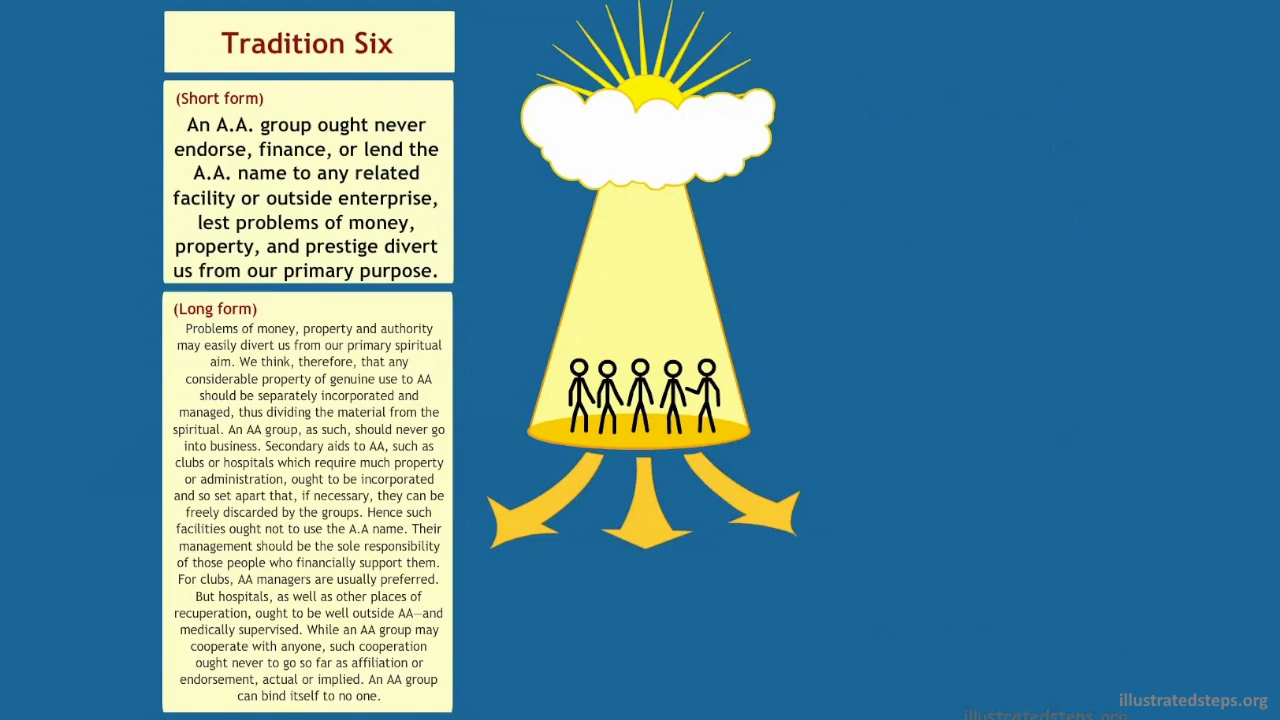 Tradition Six
(Short form)
An A.A. group ought never
endorse, finance, or lend the
A.A. name to any related
facility or outside enterprise,
lest problems of money,
property, and prestige divert
us from our primary purpose.
(Long form)
Problems of money, property and authority
may easily divert us from our primary spiritual
aim. We think, therefore, that any
considerable property of genuine use to AA
should be separately incorporated and
managed, thus dividing the material from the
spiritual. An AA group, as such, should never go
into business. Secondary aids to AA, such as
clubs or hospitals which require much property
or administration, ought to be incorporated
and so set apart that, if necessary, they can be
freely discarded by the groups. Hence such
facilities ought not to use the A.A name. Their
management should be the sole responsibility
of those people who financially support them.
For clubs, AA managers are usually preferred.
But hospitals, as well as other places of
recuperation, ought to be well outside AA—and
medically supervised. While an AA group may
cooperate with anyone, such cooperation
ought never to go so far as affiliation or
endorsement, actual or implied. An AA group
can bind itself to no one.
illustratedsteps.org
illustratedsteps.org